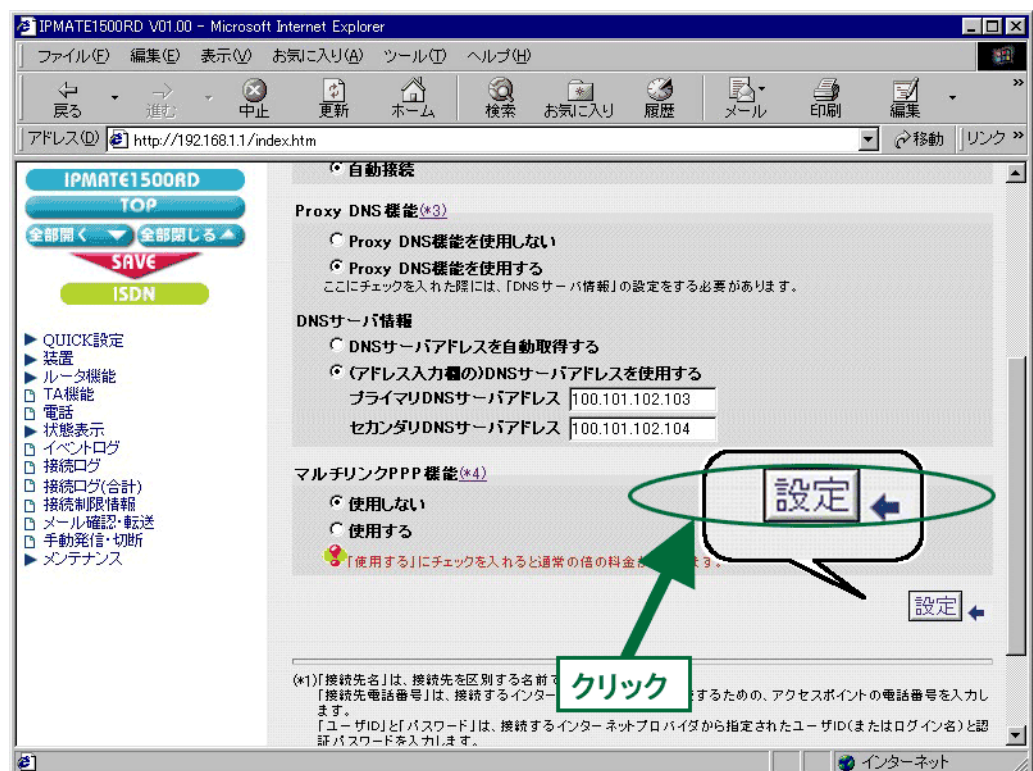 IPMATE1500RD V01.00 - Microsoft Internet Explorer
ファイル(F) 編集(E) 表示(V) お気に入り(A) ツール(T) ヘルプ(H)
戻る 進む 中止 更新 ホーム 検索 お気に入り 履歴 メール 印刷 編集 »
アドレス(D) http://192.168.1.1/index.htm 移動 リンク »
IPMATE1500RD
TOP
全部開く 全部閉じる
SAVE
ISDN
QUICK設定
装置
ルータ機能
TA機能
電話
状態表示
イベントログ
接続ログ
接続ログ(合計)
接続制限情報
メール確認・転送
手動発信・切断
メンテナンス
自動接続
Proxy DNS機能(*3)
Proxy DNS機能を使用しない
Proxy DNS機能を使用する
ここにチェックを入れた際には、「DNSサーバ情報」の設定をする必要があります。
DNSサーバ情報
DNSサーバアドレスを自動取得する
(アドレス入力欄の)DNSサーバアドレスを使用する
プライマリDNSサーバアドレス 100.101.102.103
セカンダリDNSサーバアドレス 100.101.102.104
マルチリンクPPP機能(*4)
使用しない
使用する
「使用する」にチェックを入れると通常の倍の料金が ます。
設定
設定
クリック
(*1)「接続先名」は、接続先を区別する名前で
「接続先電話番号」は、接続するインター するための、アクセスポイントの電話番号を入力し
ます。
「ユーザID」と「パスワード」は、接続するインターネットプロバイダから指定されたユーザID(またはログイン名)と認
証パスワードを入力します。
インターネット